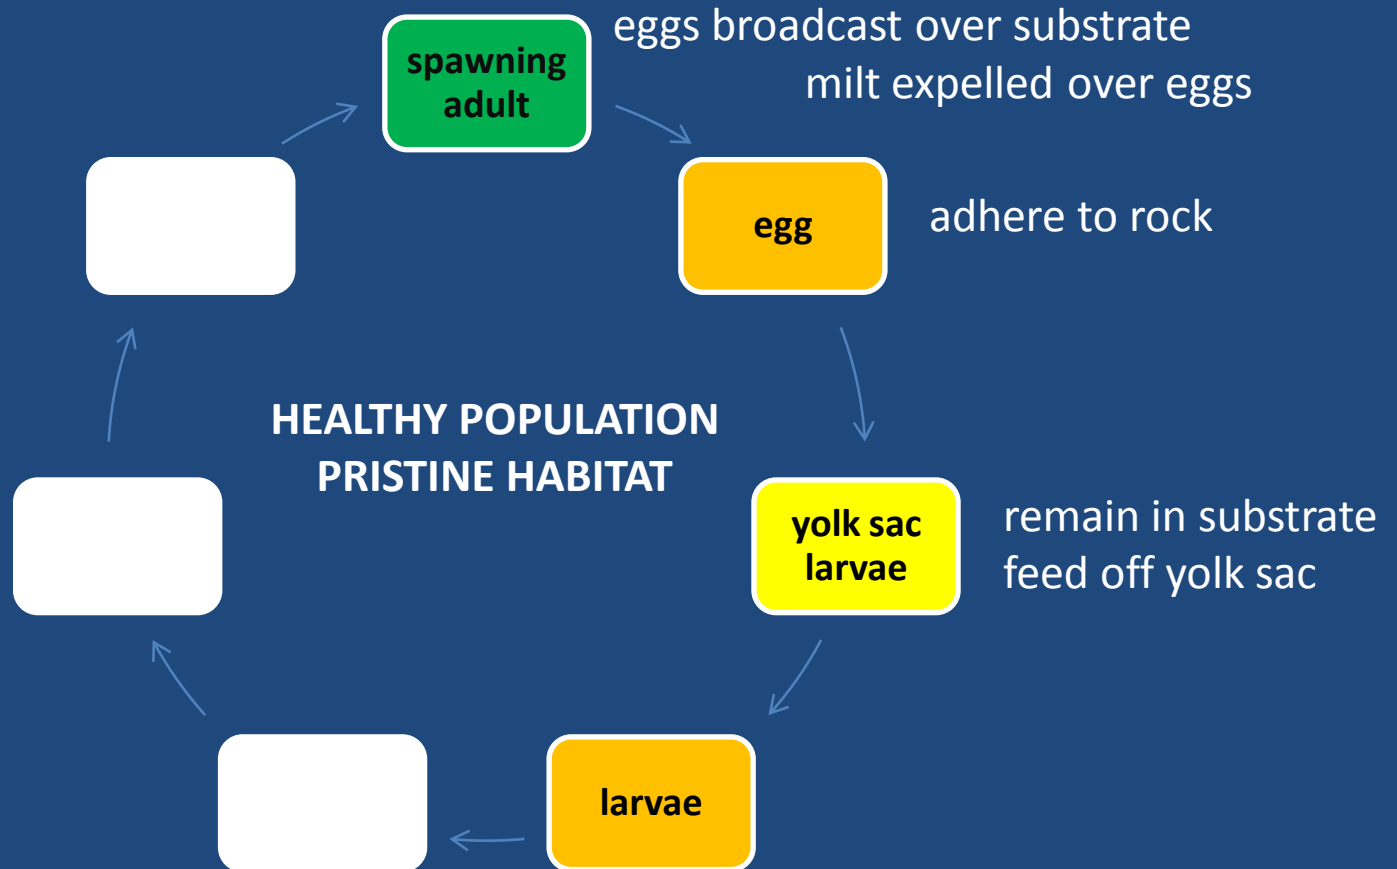 spawning
adult
eggs broadcast over substrate
milt expelled over eggs
egg
adhere to rock
HEALTHY POPULATION
PRISTINE HABITAT
yolk sac
larvae
remain in substrate
feed off yolk sac
larvae